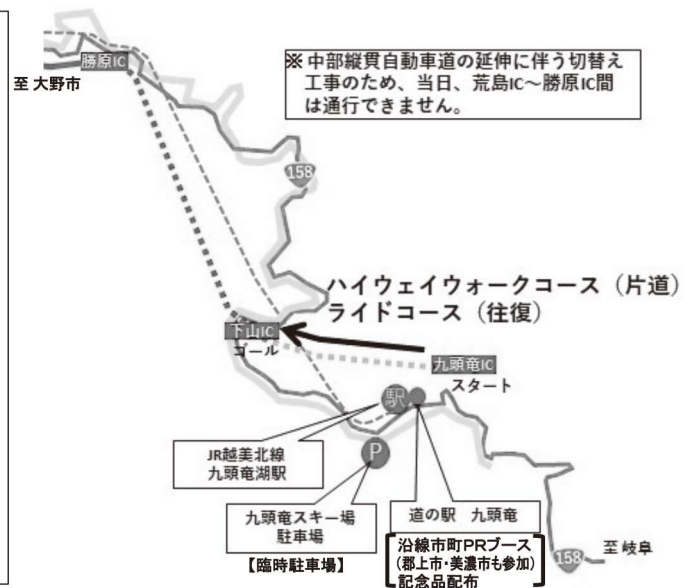 勝原IC
至 大野市
※ 中部縦貫自動車道の延伸に伴う切替え
工事のため、当日、荒島IC～勝原IC間
は通行できません。
158
ハイウェイウォークコース（片道）
ライドコース（往復）
下山IC
ゴール
九頭竜IC
スタート
駅
P
JR越美北線
九頭竜湖駅
九頭竜スキー場
駐車場
【臨時駐車場】
道の駅 九頭竜
沿線市町PRブース
(郡上市・美濃市も参加)
記念品配布
158
至 岐阜